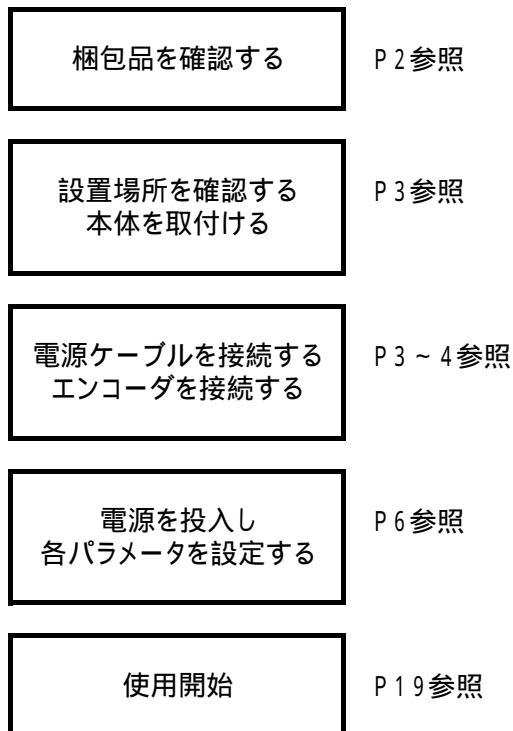 梱包品を確認する　P2参照
設置場所を確認する　P3参照
本体を取付ける
電源ケーブルを接続する　P3~4参照
エンコーダを接続する
電源を投入し　P6参照
各パラメータを設定する
使用開始　P19参照